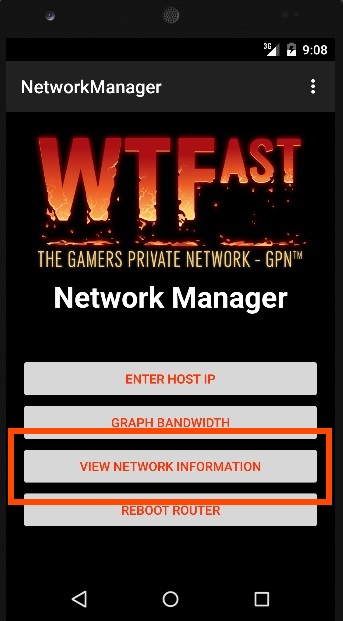 3G 9:08
NetworkManager
WTFAST
THE GAMERS PRIVATE NETWORK - GPN™
Network Manager
ENTER HOST IP
GRAPH BANDWIDTH
VIEW NETWORK INFORMATION
REBOOT ROUTER